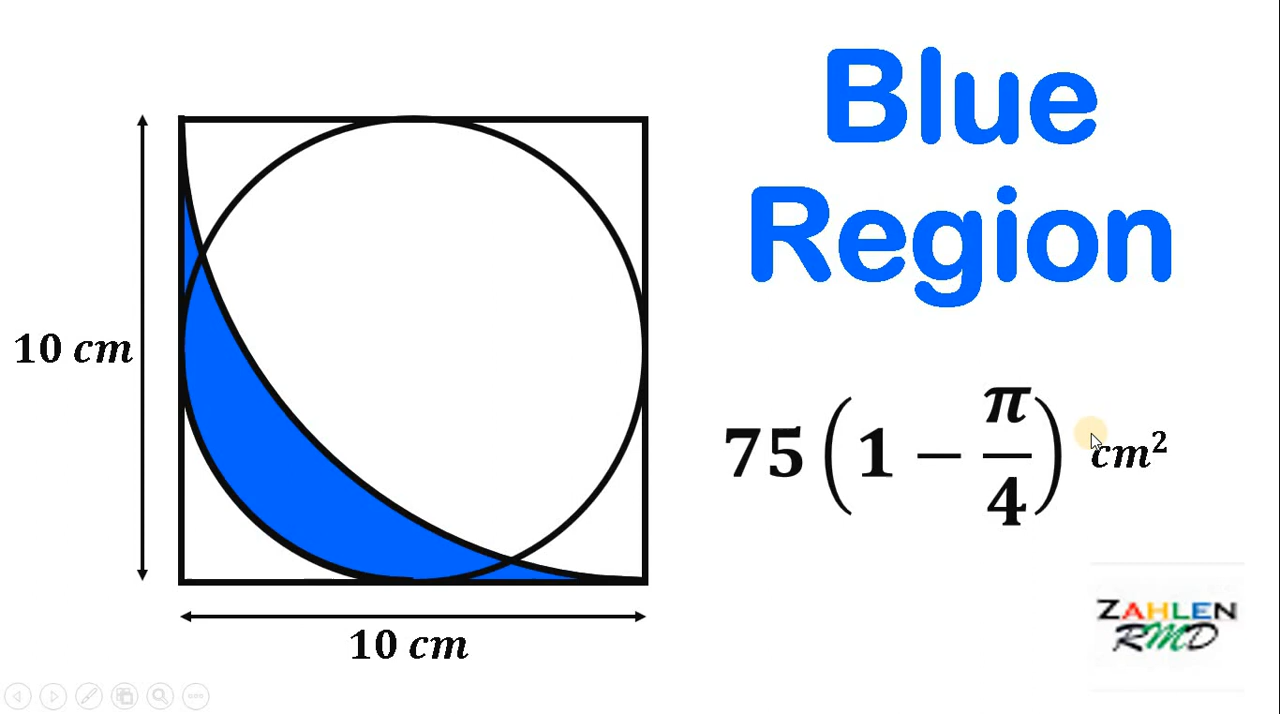 Blue
Region
10 cm
75 (1 − π/4) cm²
10 cm
ZAHLEN
RMD